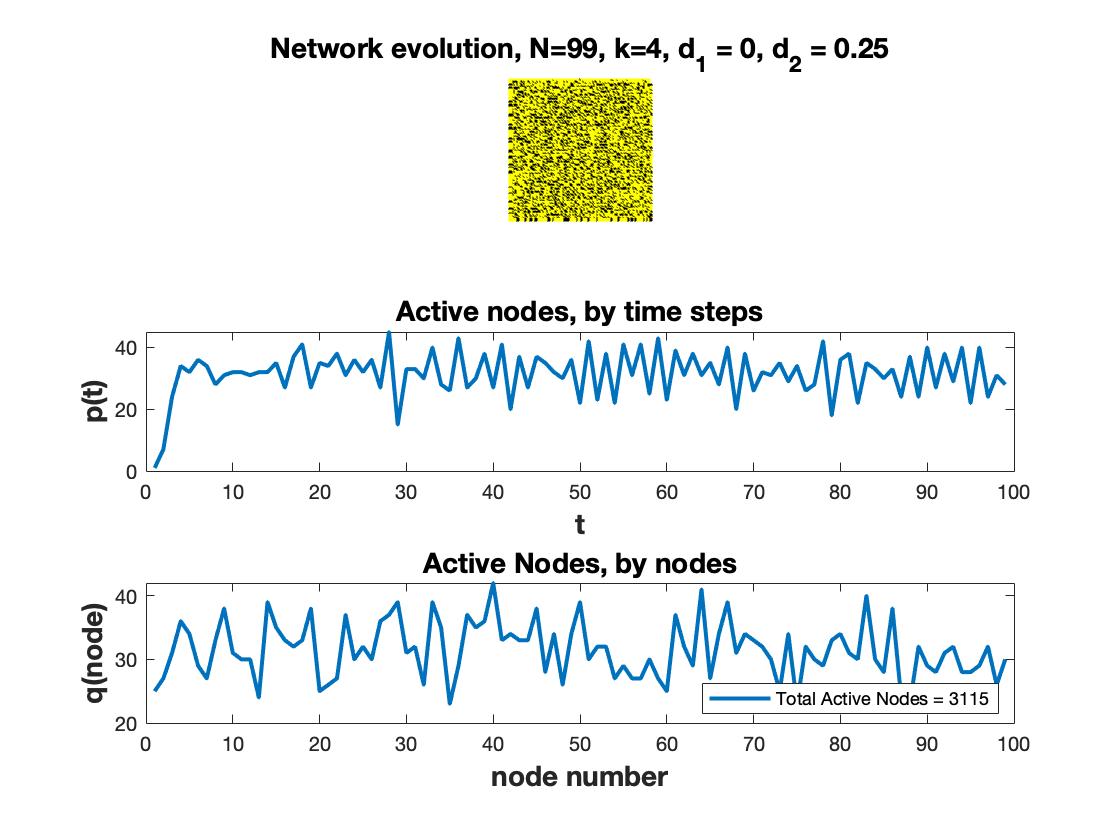 Network evolution, N=99, k=4, d₁ = 0, d₂ = 0.25
Active nodes, by time steps
40
20
0
p(t)
0 10 20 30 40 50 60 70 80 90 100
t
Active Nodes, by nodes
40
30
20
q(node)
Total Active Nodes = 3115
0 10 20 30 40 50 60 70 80 90 100
node number